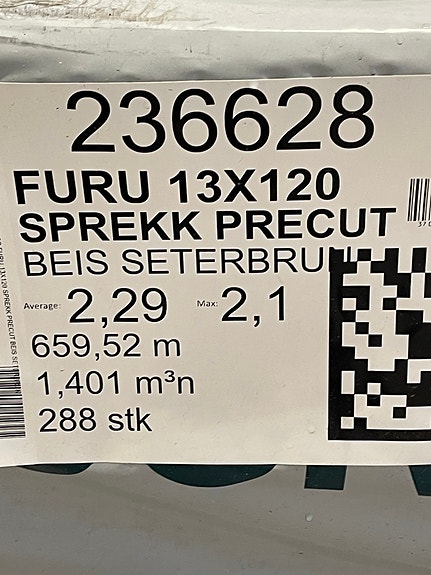 236628
FURU 13X120
SPREKK PRECUT
BEIS SETERBRUN
Average: 2,29 Max: 2,1
659,52 m
1,401 m³n
288 stk